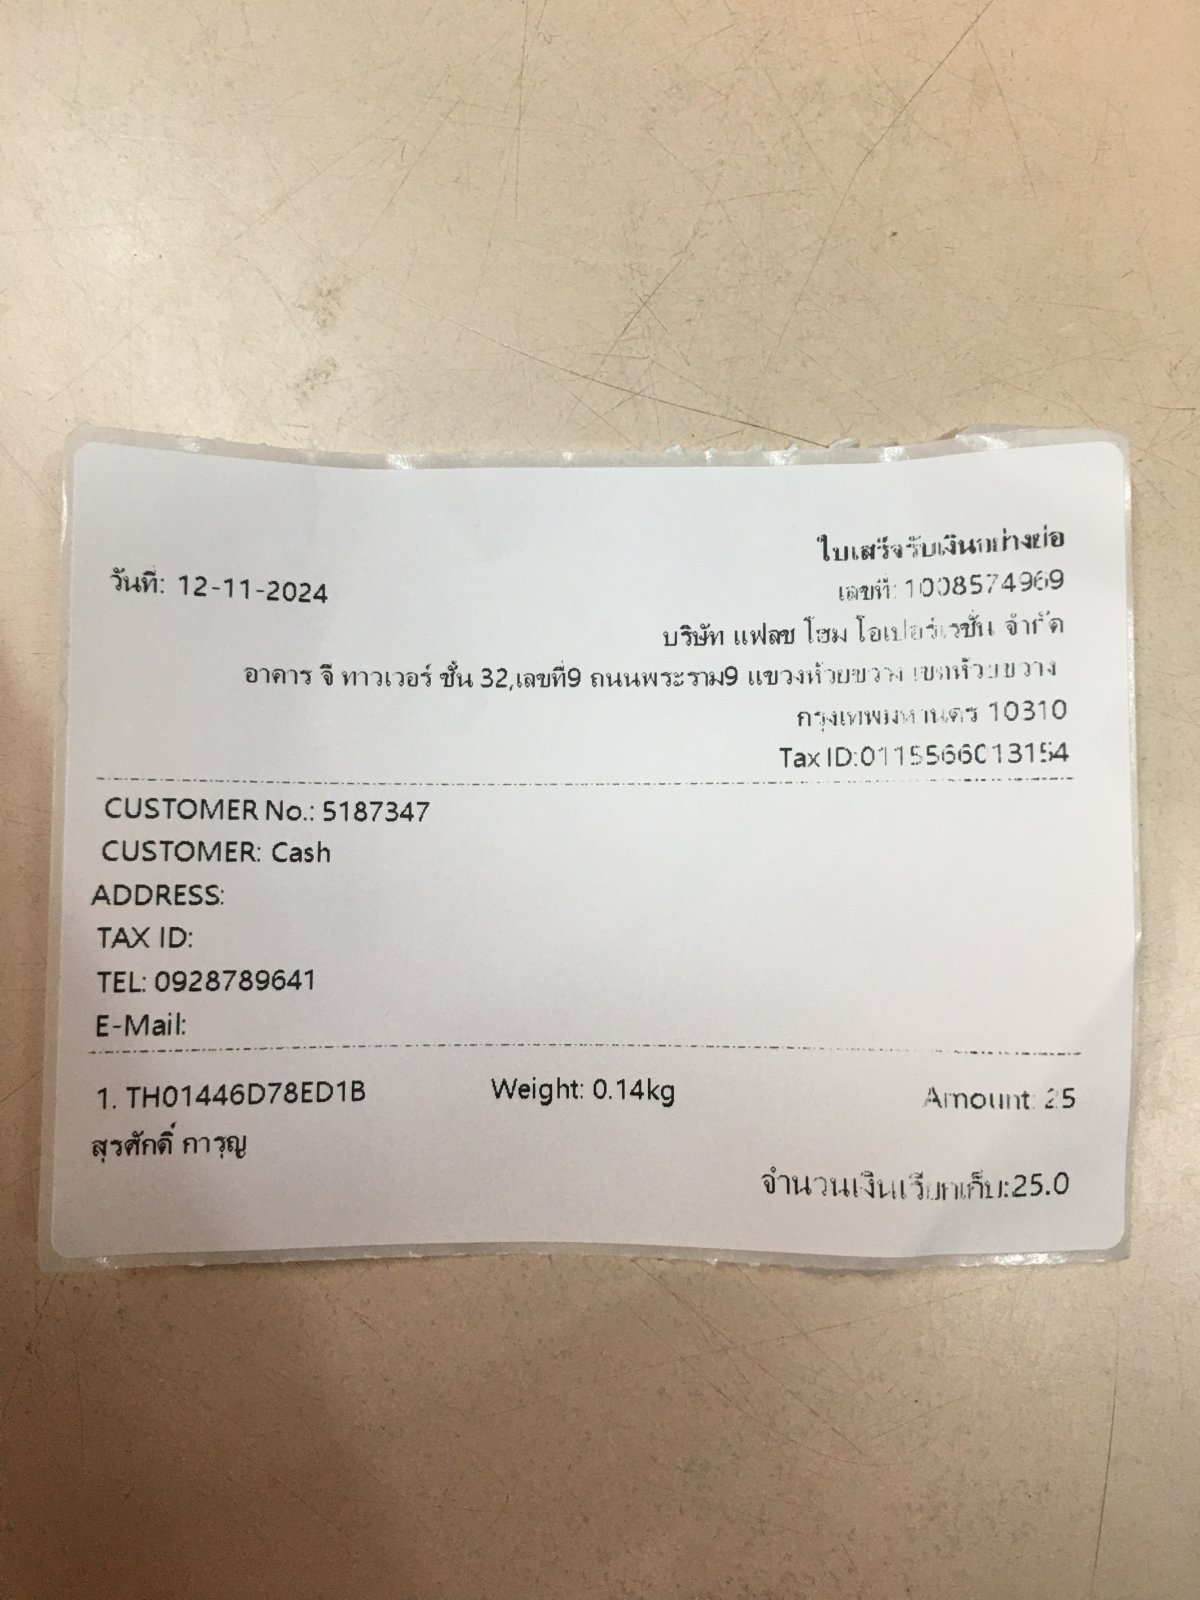 ใบเสร็จรับเงินอย่างย่อ
วันที่: 12-11-2024
เลขที่: 1008574969
บริษัท แฟลช โฮม โอเปอร์เรชั่น จำกัด
อาคาร จี ทาวเวอร์ ชั้น 32,เลขที่9 ถนนพระราม9 แขวงห้วยขวาง เขตห้วยขวาง
กรุงเทพมหานคร 10310
Tax ID:0115566013154
CUSTOMER No.: 5187347
CUSTOMER: Cash
ADDRESS:
TAX ID:
TEL: 0928789641
E-Mail:
1. TH01446D78ED1B Weight: 0.14kg Amount: 25
สุรศักดิ์ การุญ
จำนวนเงินเรียกเก็บ:25.0